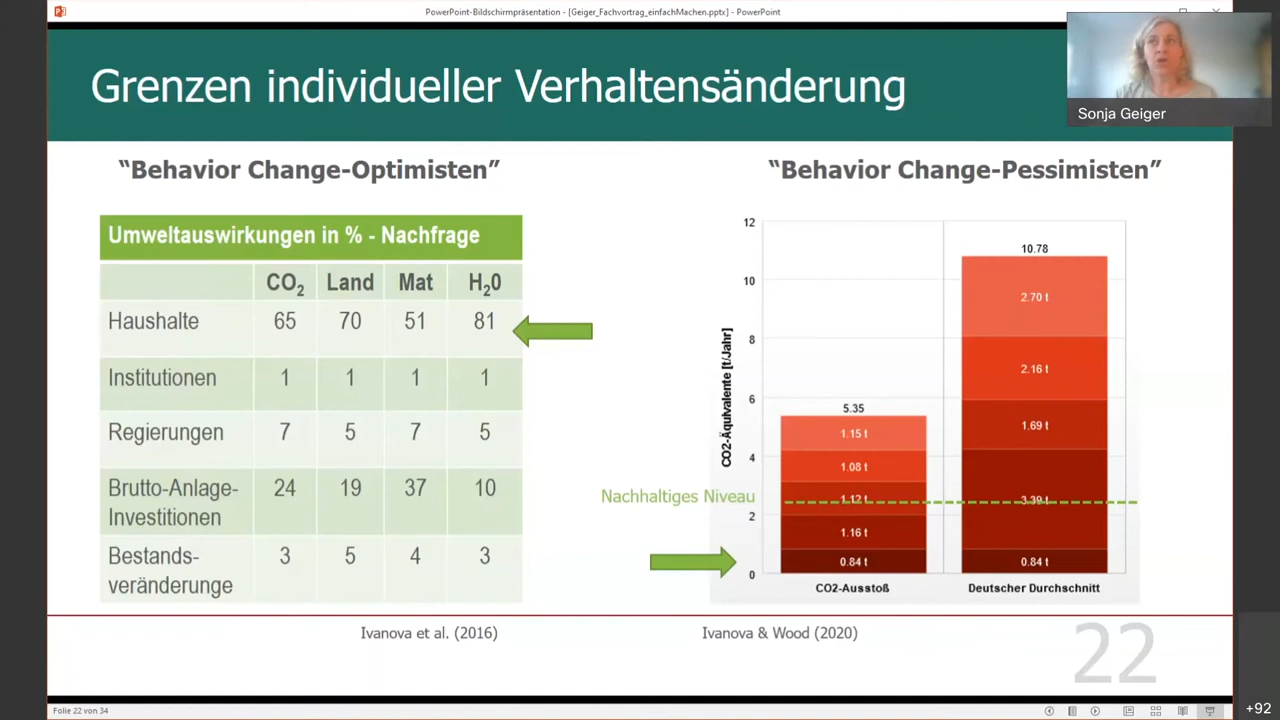 PowerPoint-Bildschirmpräsentation - [Geiger_Fachvortrag_einfachMachen.pptx] - PowerPoint
Grenzen individueller Verhaltensänderung
Sonja Geiger
“Behavior Change-Optimisten”
“Behavior Change-Pessimisten”
Umweltauswirkungen in % - Nachfrage
CO2 Land Mat H20
Haushalte 65 70 51 81
Institutionen 1 1 1 1
Regierungen 7 5 7 5
Brutto-Anlage-
Investitionen 24 19 37 10
Bestands-
veränderunge 3 5 4 3
CO2-Äquivalente [t/Jahr]
12
10
8
6
4
2
0
5.35
1.15 t
1.08 t
1.12 t
1.16 t
0.84 t
10.78
2.70 t
2.16 t
1.69 t
3.39 t
0.84 t
Nachhaltiges Niveau
CO2-Ausstoß
Deutscher Durchschnitt
Ivanova et al. (2016)
Ivanova & Wood (2020)
22
Folie 22 von 34
+92